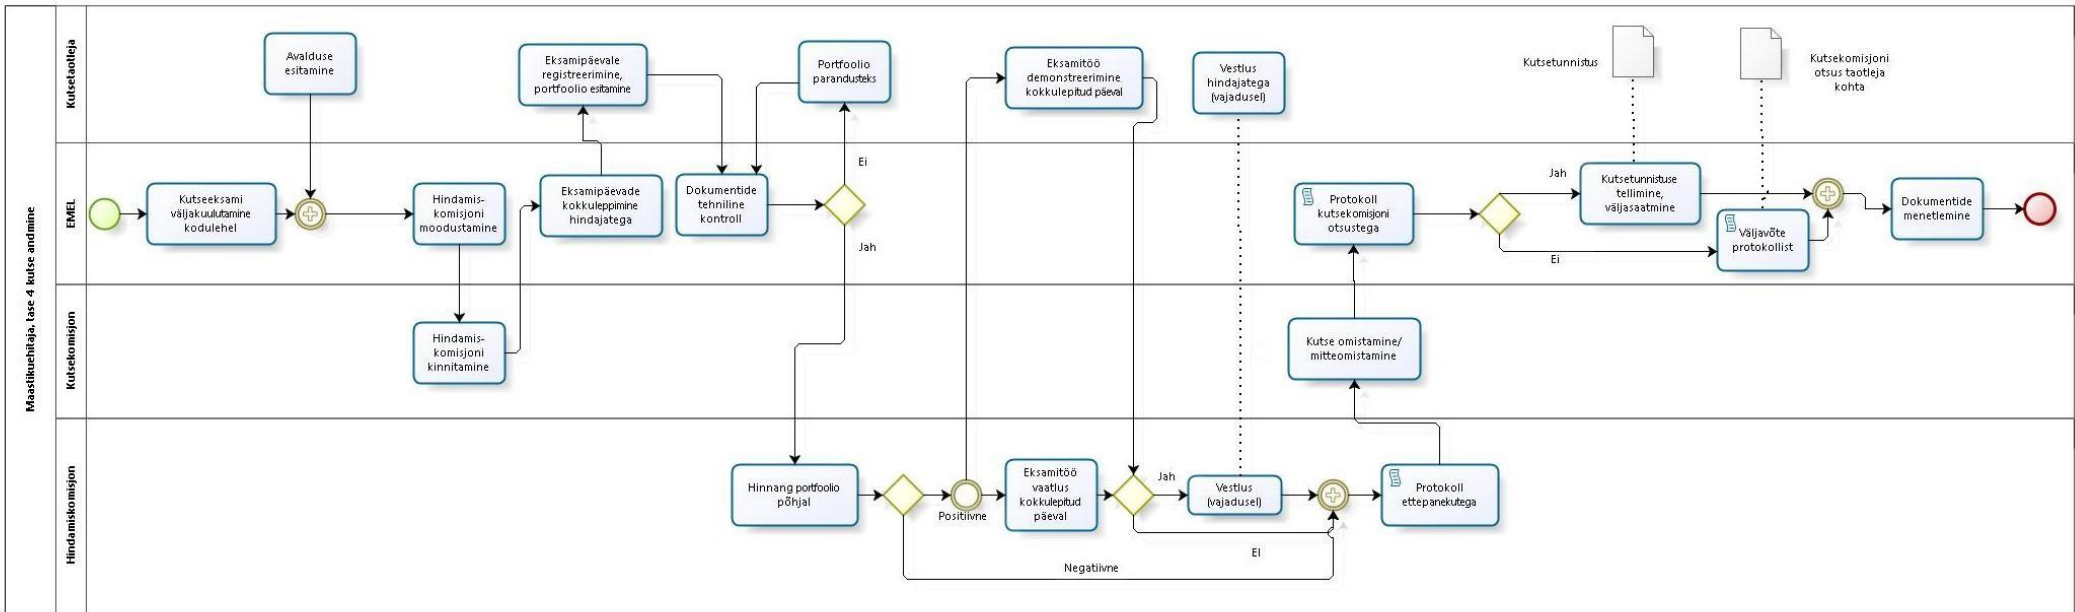 Maastikuehitaja, tase 4 kutse andmine
Kutsetaotleja
Avalduse
esitamine
Eksamipäevale
registreerimine,
portfoolio esitamine
Portfoolio
parandusteks
Eksamitöö
demonstreerimine
kokkulepitud päeval
Vestlus
hindajatega
(vajadusel)
Kutsetunnistus
Kutsekomisjoni
otsus taotleja
kohta
EMEL
Kutseeksami
väljakuulutamine
kodulehel
Hindamis-
komisjoni
moodustamine
Eksamipäevade
kokkuleppimine
hindajatega
Dokumentide
tehniline
kontroll
Ei
Jah
Protokoll
kutsekomisjoni
otsustega
Jah
Ei
Kutsetunnistuse
tellimine,
väljasaatmine
Väljavõte
protokollist
Dokumentide
menetlemine
Kutsekomisjon
Hindamis-
komisjoni
kinnitamine
Kutse omistamine/
mitteomistamine
Hindamiskomisjon
Hinnang portfoolio
põhjal
Positiivne
Eksamitöö
vaatlus
kokkulepitud
päeval
Jah
Vestlus
(vajadusel)
EI
Negatiivne
Protokoll
ettepanekutega